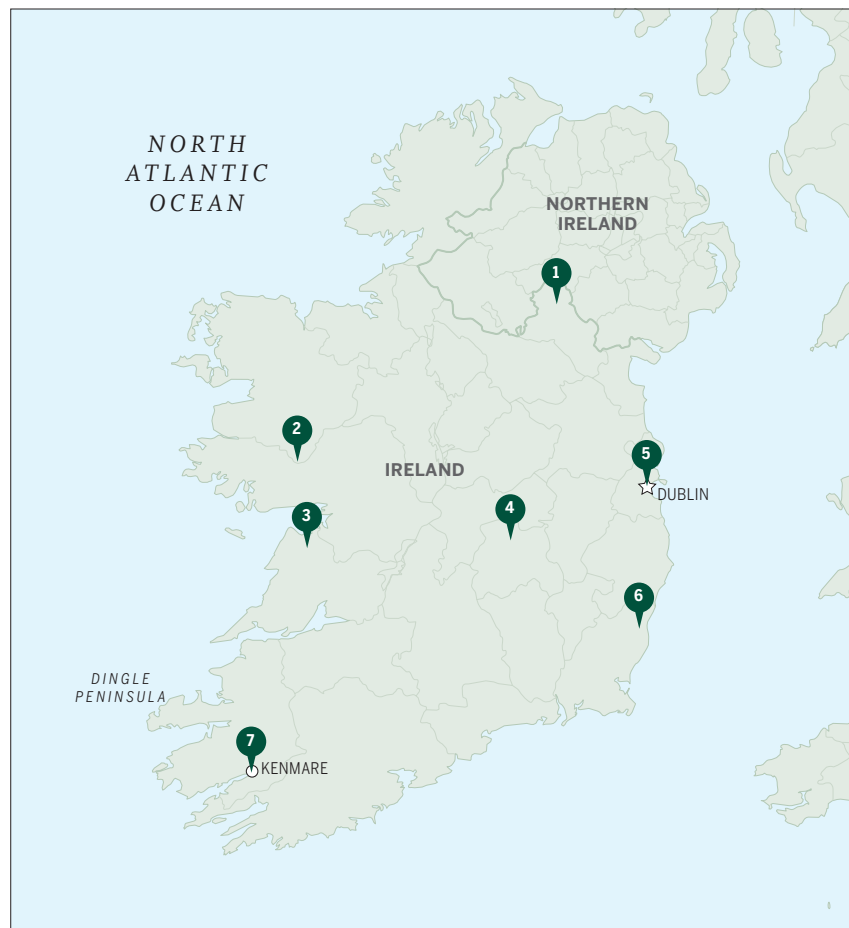 NORTH
ATLANTIC
OCEAN
NORTHERN
IRELAND
1
2
IRELAND
5
DUBLIN
3
4
6
DINGLE
PENINSULA
7
KENMARE